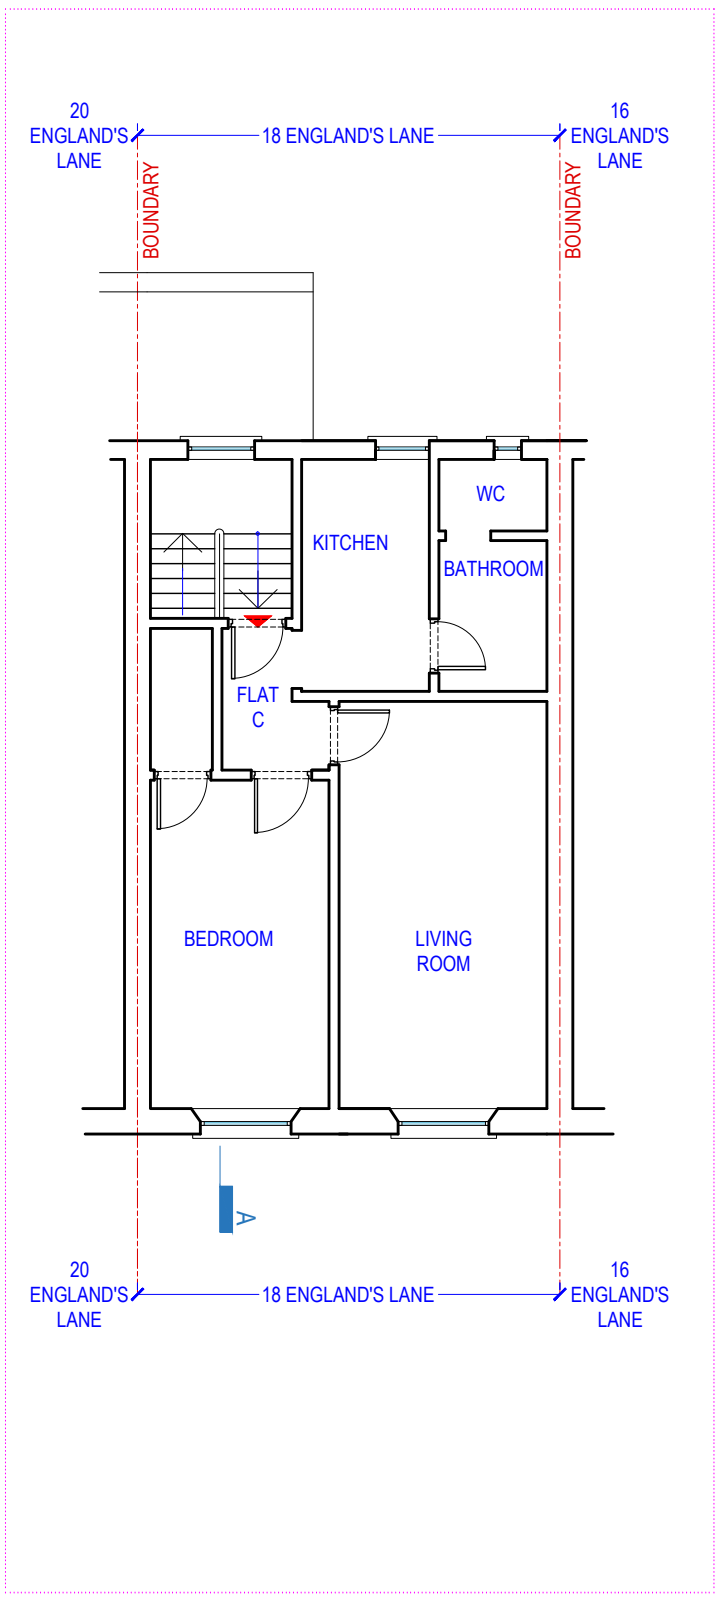 20
ENGLAND'S
LANE
18 ENGLAND'S LANE
16
ENGLAND'S
LANE
BOUNDARY
BOUNDARY
WC
KITCHEN
BATHROOM
FLAT
C
BEDROOM
LIVING
ROOM
A
20
ENGLAND'S
LANE
18 ENGLAND'S LANE
16
ENGLAND'S
LANE